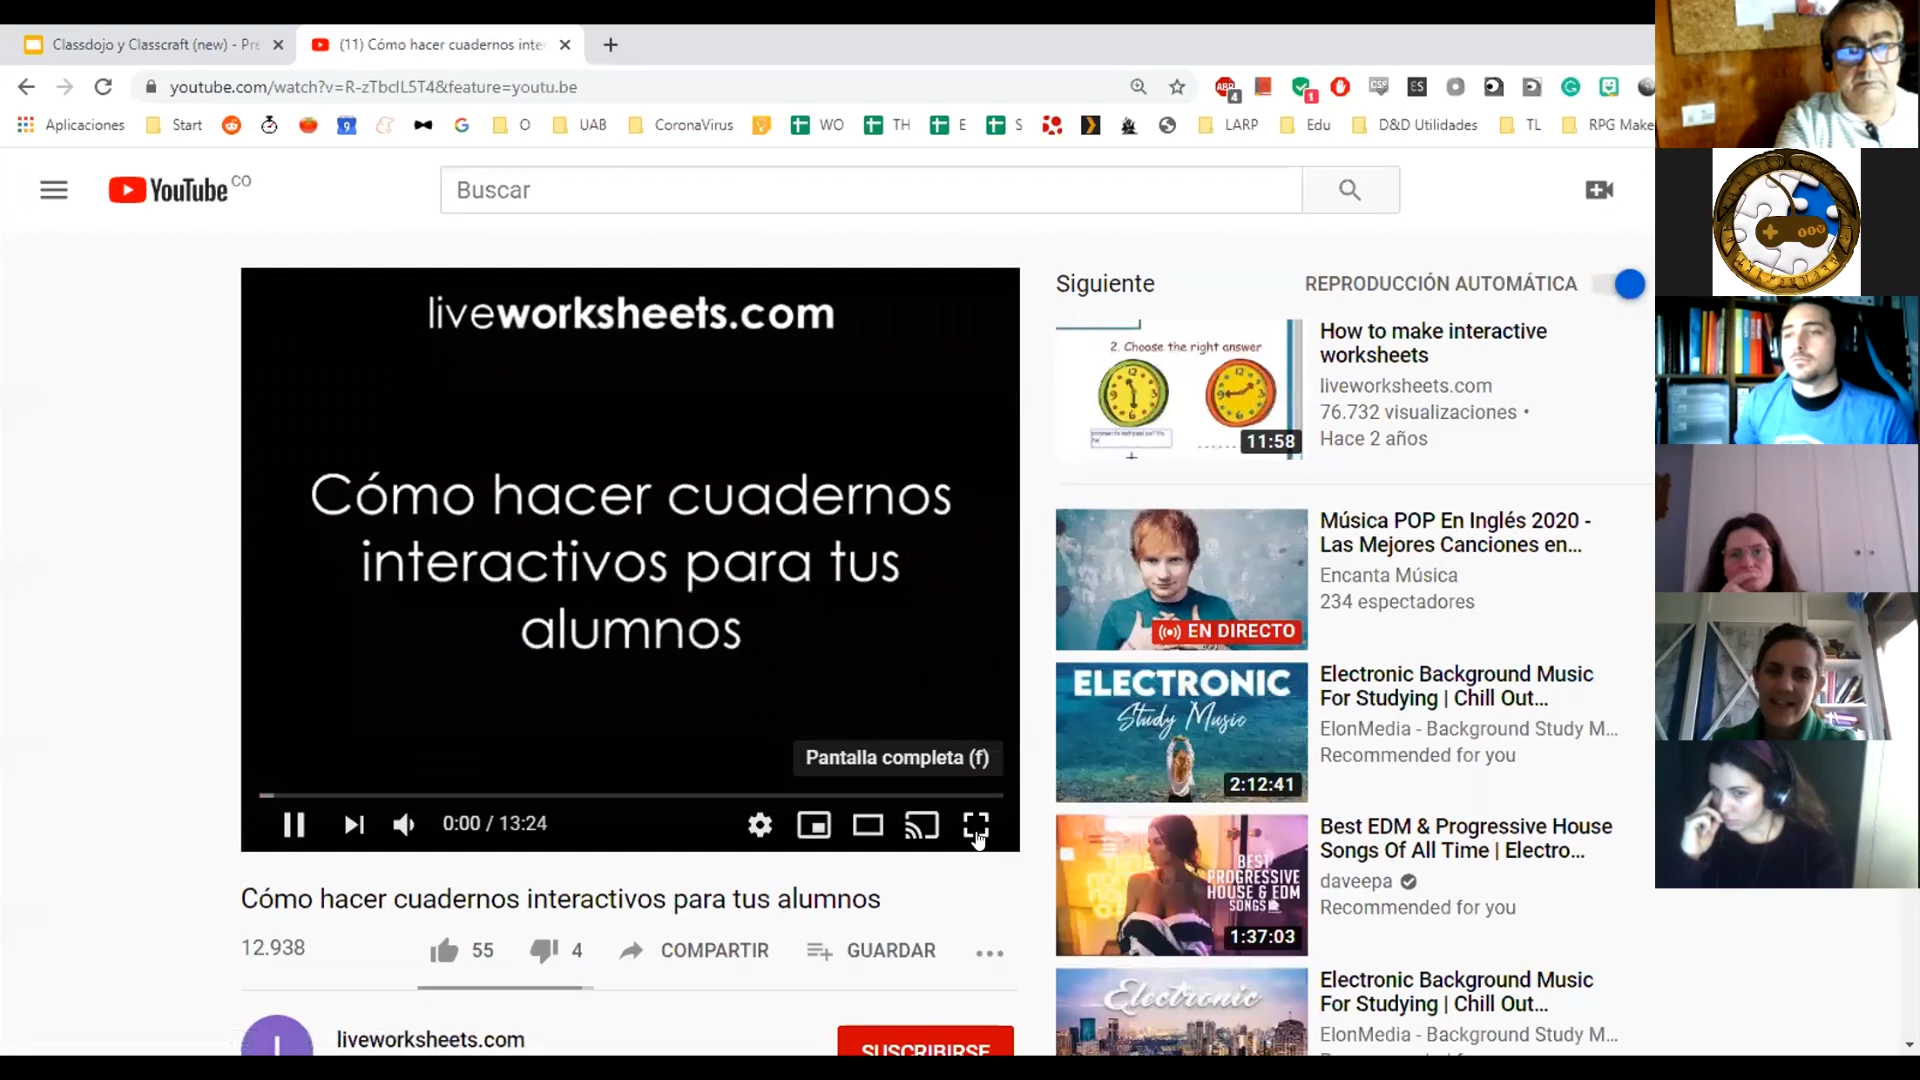 Classdojo y Classcraft (new) - Pre
(11) Cómo hacer cuadernos inte
youtube.com/watch?v=R-zTbclL5T4&feature=youtu.be
Aplicaciones
Start
O
UAB
CoronaVirus
WO
TH
E
S
LARP
Edu
D&D Utilidades
TL
RPG Make
YouTube CO
Buscar
liveworksheets.com
Cómo hacer cuadernos
interactivos para tus
alumnos
Pantalla completa (f)
0:00 / 13:24
Cómo hacer cuadernos interactivos para tus alumnos
12.938
55
4
COMPARTIR
GUARDAR
liveworksheets.com
SUSCRIBIRSE
Siguiente
REPRODUCCIÓN AUTOMÁTICA
2. Choose the right answer
11:58
How to make interactive
worksheets
liveworksheets.com
76.732 visualizaciones •
Hace 2 años
EN DIRECTO
Música POP En Inglés 2020 -
Las Mejores Canciones en...
Encanta Música
234 espectadores
ELECTRONIC
Study Music
2:12:41
Electronic Background Music
For Studying | Chill Out...
ElonMedia - Background Study M...
Recommended for you
BEST
PROGRESSIVE
HOUSE & EDM
SONGS
1:37:03
Best EDM & Progressive House
Songs Of All Time | Electro...
daveepa
Recommended for you
Electronic
Electronic Background Music
For Studying | Chill Out...
ElonMedia - Background Study M...